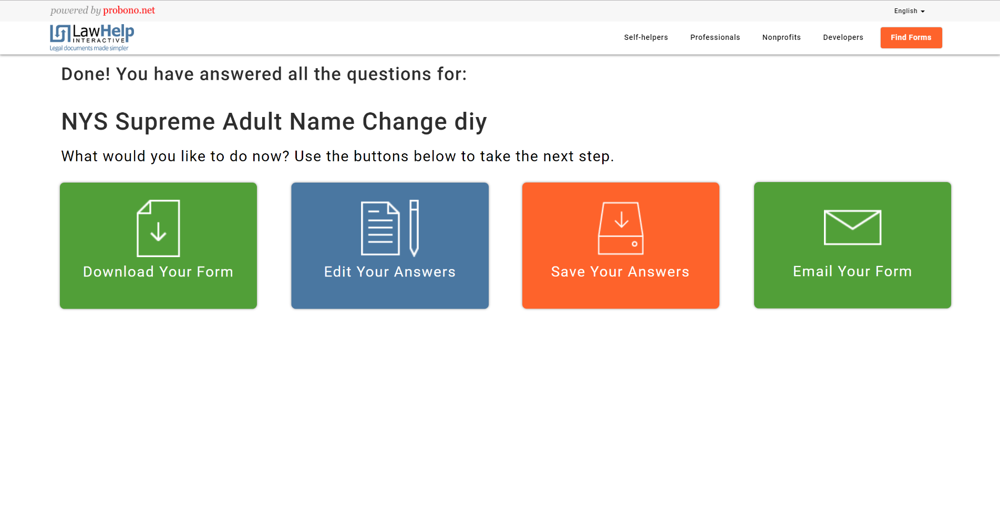 powered by probono.net
English
LawHelp
INTERACTIVE
Legal documents made simpler
Self-helpers
Professionals
Nonprofits
Developers
Find Forms
Done! You have answered all the questions for:
NYS Supreme Adult Name Change diy
What would you like to do now? Use the buttons below to take the next step.
Download Your Form
Edit Your Answers
Save Your Answers
Email Your Form